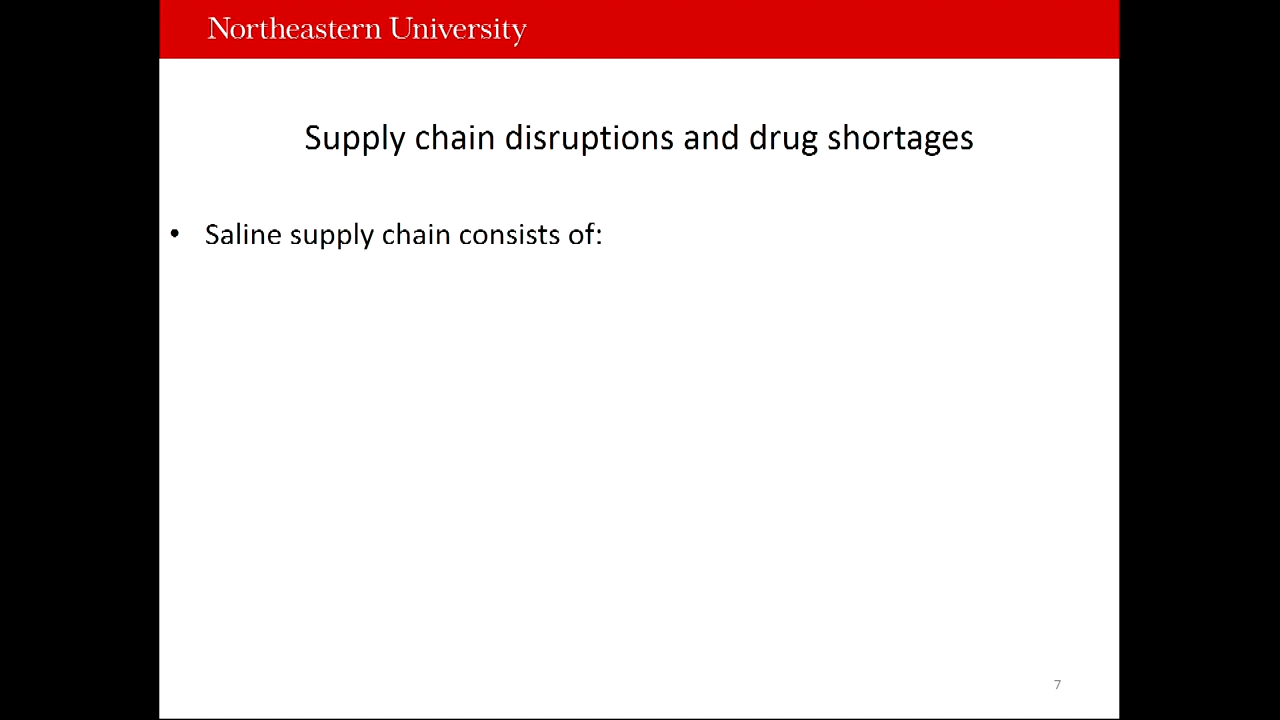 Northeastern University
Supply chain disruptions and drug shortages
• Saline supply chain consists of:
7